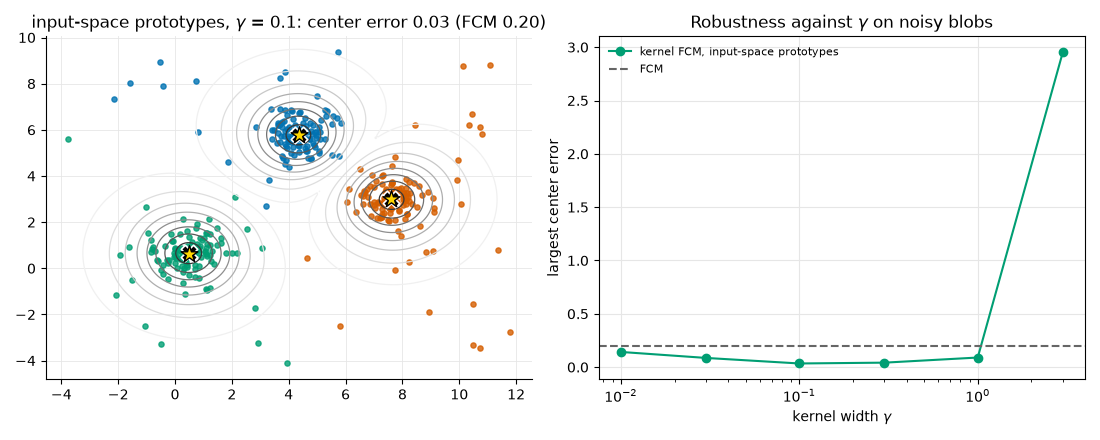 input-space prototypes, γ = 0.1: center error 0.03 (FCM 0.20)
10
8
6
4
2
0
−2
−4
−4 −2 0 2 4 6 8 10 12
Robustness against γ on noisy blobs
kernel FCM, input-space prototypes
FCM
largest center error
3.0
2.5
2.0
1.5
1.0
0.5
0.0
10⁻² 10⁻¹ 10⁰
kernel width γ